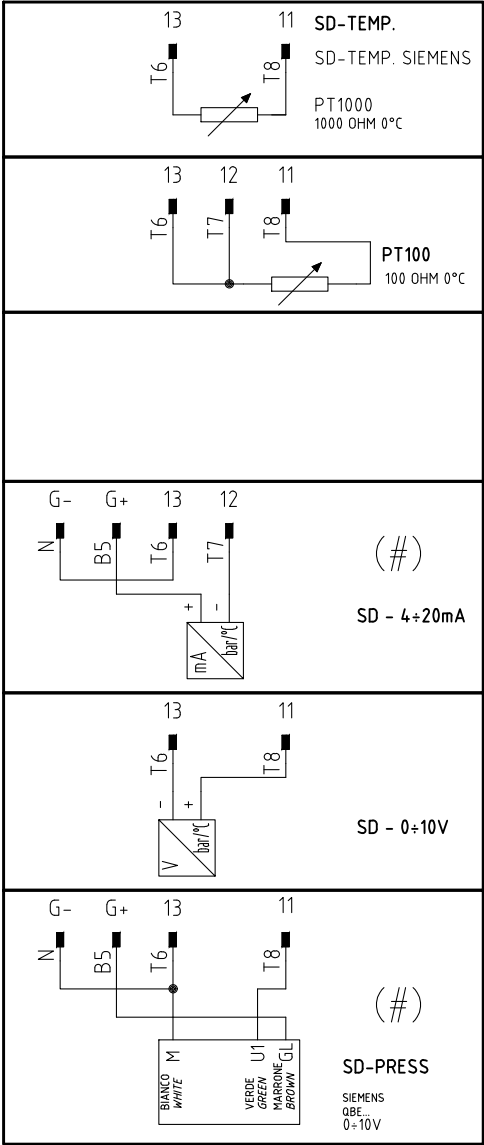 13 11 SD-TEMP.
T6 T8 SD-TEMP. SIEMENS
PT1000
1000 OHM 0°C
13 12 11
T6 T7 T8
PT100
100 OHM 0°C
G- G+ 13 12
N B5 T6 T7
(#)
+ -
SD - 4÷20mA
mA bar/°C
13 11
T6 T8
- +
SD - 0÷10V
V bar/°C
G- G+ 13 11
N B5 T6 T8
(#)
M U1 GL
BIANCO
WHITE
VERDE
GREEN
MARRONE
BROWN
SD-PRESS
SIEMENS
QBE...
0÷10V